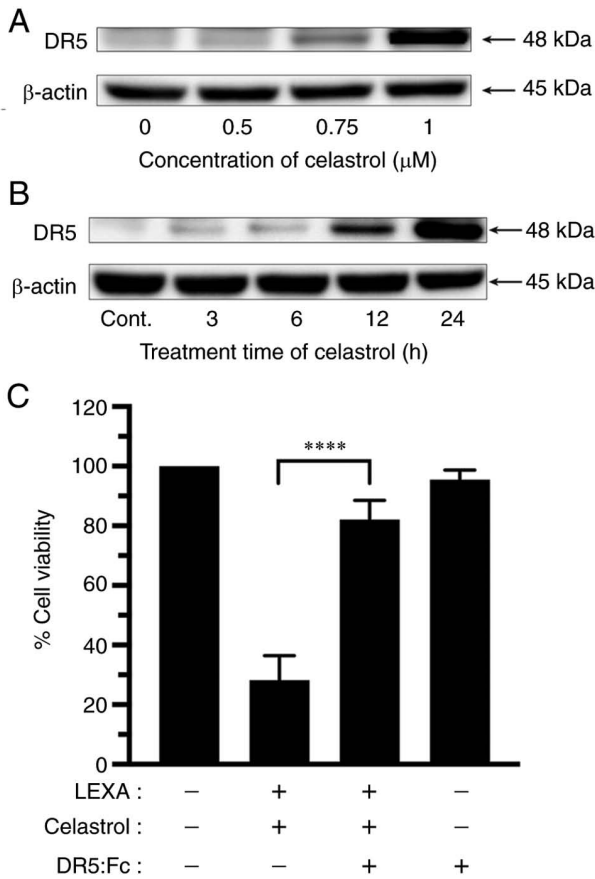 A
DR5
48 kDa
β-actin
45 kDa
0 0.5 0.75 1
Concentration of celastrol (μM)
B
DR5
48 kDa
β-actin
45 kDa
Cont. 3 6 12 24
Treatment time of celastrol (h)
C
120
100
80
60
40
20
0
% Cell viability
****
LEXA : − + + −
Celastrol : − + + −
DR5:Fc − − + +